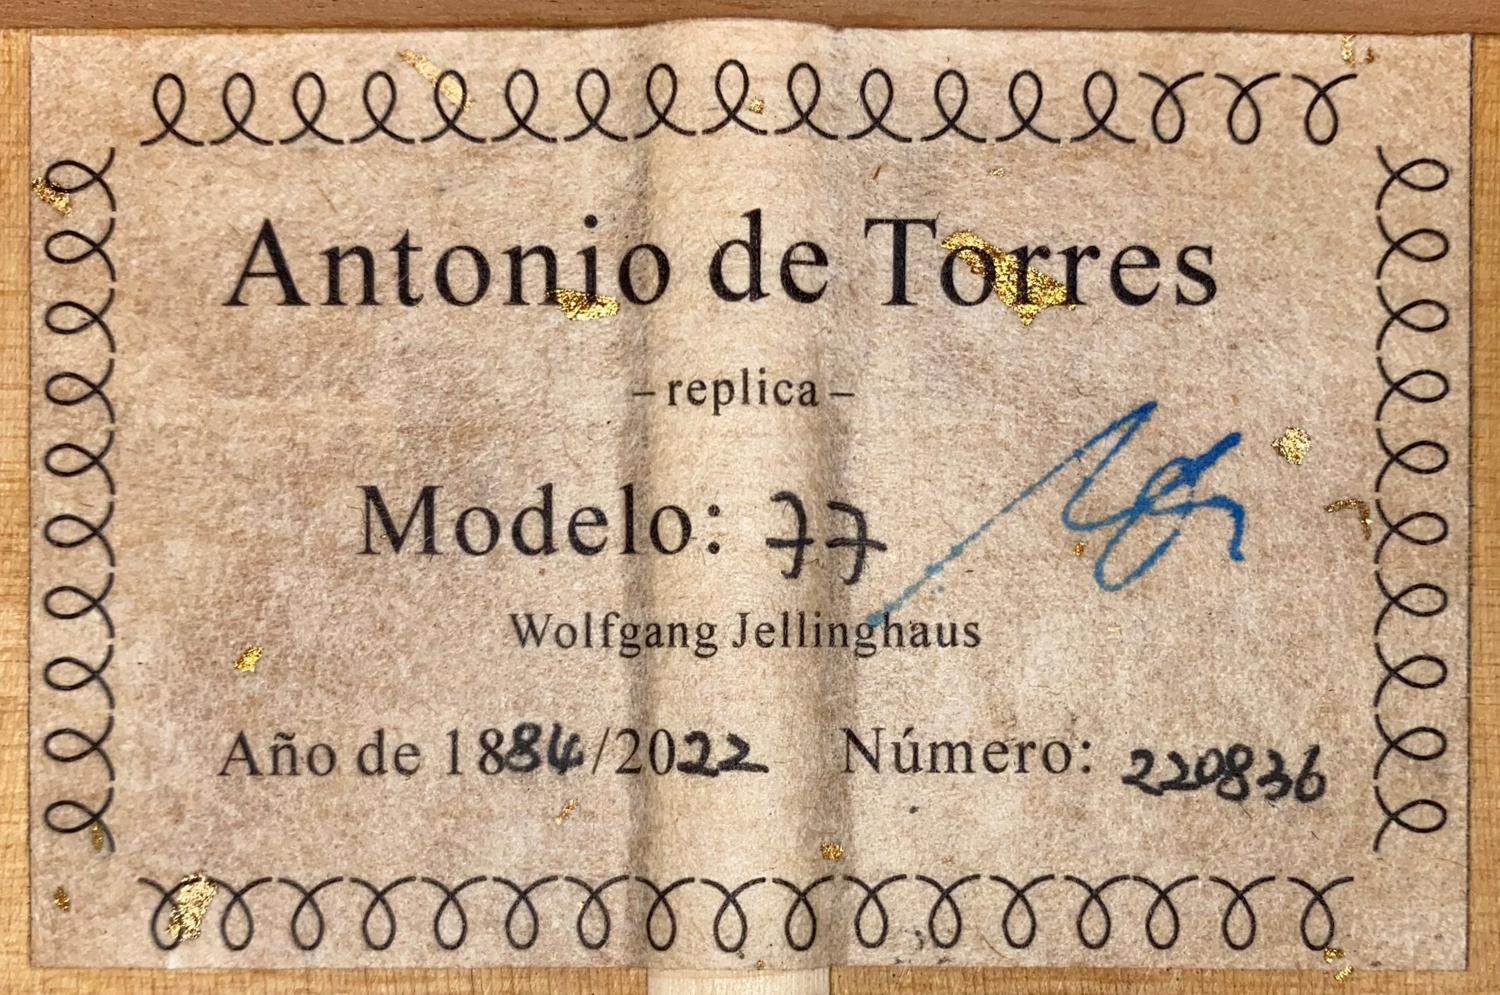 Antonio de Torres
– replica –
Modelo: 77
Wolfgang Jellinghaus
Año de 1884/2022 Número: 220836